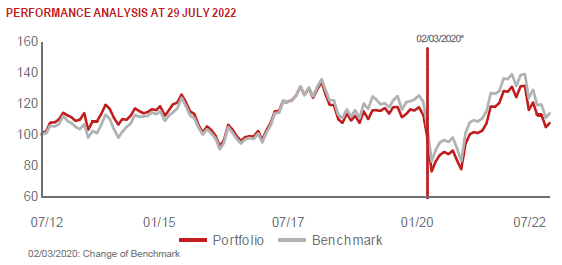 PERFORMANCE ANALYSIS AT 29 JULY 2022
02/03/2020*
160
140
120
100
80
60
07/12 01/15 07/17 01/20 07/22
Portfolio Benchmark
02/03/2020: Change of Benchmark